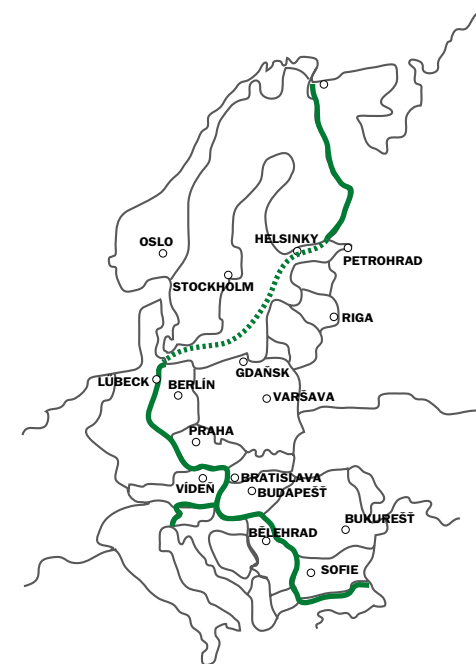 OSLO
HELSINKY
PETROHRAD
STOCKHOLM
RIGA
GDAŇSK
LÜBECK
BERLÍN
VARŠAVA
PRAHA
VÍDEŇ
BRATISLAVA
BUDAPEŠŤ
BUKUREŠŤ
BĚLEHRAD
SOFIE